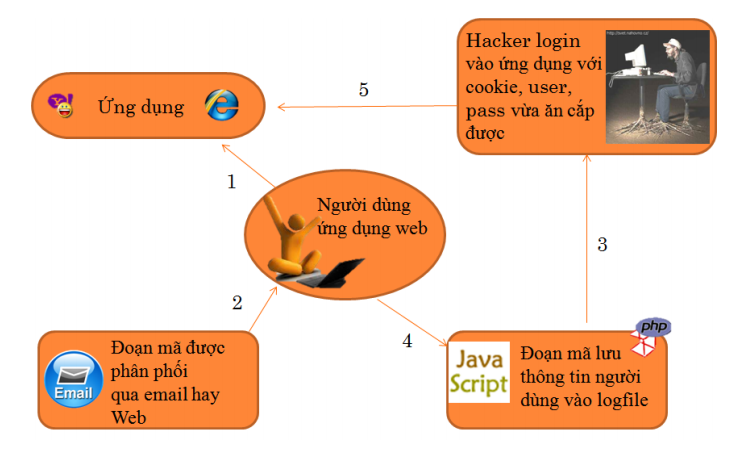 Hacker login
vào ứng dụng với
cookie, user,
pass vừa ăn cắp
được
5
Y!
Ứng dụng
1
Người dùng
ứng dụng web
3
2
4
php
Đoạn mã được
phân phối
qua email hay
Web
Email
Java
Script
Đoạn mã lưu
thông tin người
dùng vào logfile